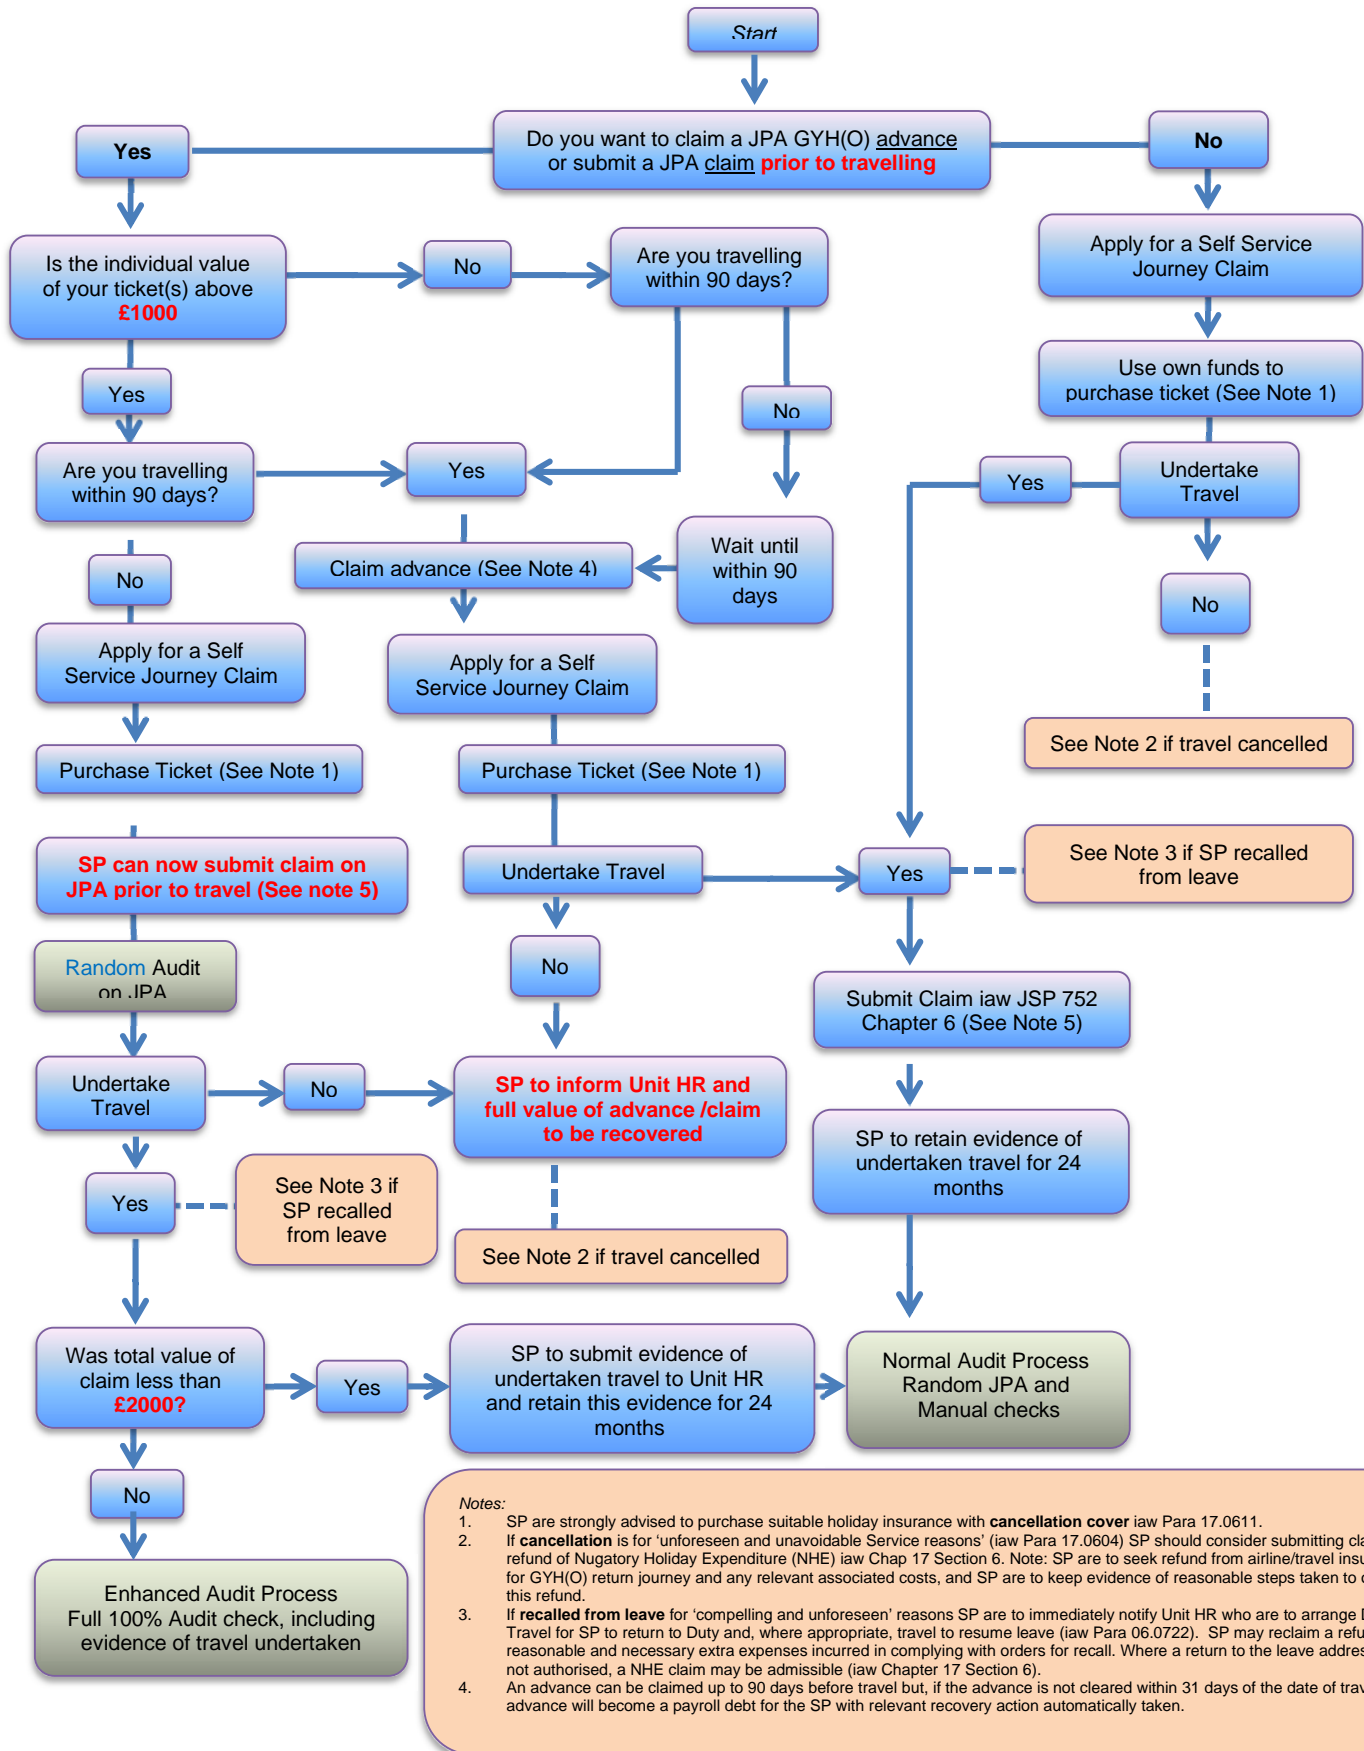 Start
Do you want to claim a JPA GYH(O) advance
or submit a JPA claim prior to travelling
Yes
No
Is the individual value
of your ticket(s) above
£1000
No
Are you travelling
within 90 days?
Apply for a Self Service
Journey Claim
Yes
No
Use own funds to
purchase ticket (See Note 1)
Are you travelling
within 90 days?
Yes
Yes
Undertake
Travel
No
Claim advance (See Note 4)
Wait until
within 90
days
No
Apply for a Self
Service Journey Claim
Apply for a Self
Service Journey Claim
See Note 2 if travel cancelled
Purchase Ticket (See Note 1)
Purchase Ticket (See Note 1)
SP can now submit claim on
JPA prior to travel (See note 5)
Undertake Travel
Yes
See Note 3 if SP recalled
from leave
Random Audit
on JPA
No
Submit Claim iaw JSP 752
Chapter 6 (See Note 5)
Undertake
Travel
No
SP to inform Unit HR and
full value of advance /claim
to be recovered
SP to retain evidence of
undertaken travel for 24
months
Yes
See Note 3 if
SP recalled
from leave
See Note 2 if travel cancelled
Was total value of
claim less than
£2000?
Yes
SP to submit evidence of
undertaken travel to Unit HR
and retain this evidence for 24
months
Normal Audit Process
Random JPA and
Manual checks
No
Enhanced Audit Process
Full 100% Audit check, including
evidence of travel undertaken
Notes:
1. SP are strongly advised to purchase suitable holiday insurance with cancellation cover iaw Para 17.0611.
2. If cancellation is for ‘unforeseen and unavoidable Service reasons’ (iaw Para 17.0604) SP should consider submitting
refund of Nugatory Holiday Expenditure (NHE) iaw Chap 17 Section 6. Note: SP are to seek refund from airline/travel
for GYH(O) return journey and any relevant associated costs, and SP are to keep evidence of reasonable steps taken to
this refund.
3. If recalled from leave for ‘compelling and unforeseen’ reasons SP are to immediately notify Unit HR who are to arrange
Travel for SP to return to Duty and, where appropriate, travel to resume leave (iaw Para 06.0722). SP may reclaim a
reasonable and necessary extra expenses incurred in complying with orders for recall. Where a return to the leave
not authorised, a NHE claim may be admissible (iaw Chapter 17 Section 6).
4. An advance can be claimed up to 90 days before travel but, if the advance is not cleared within 31 days of the date of
advance will become a payroll debt for the SP with relevant recovery action automatically taken.